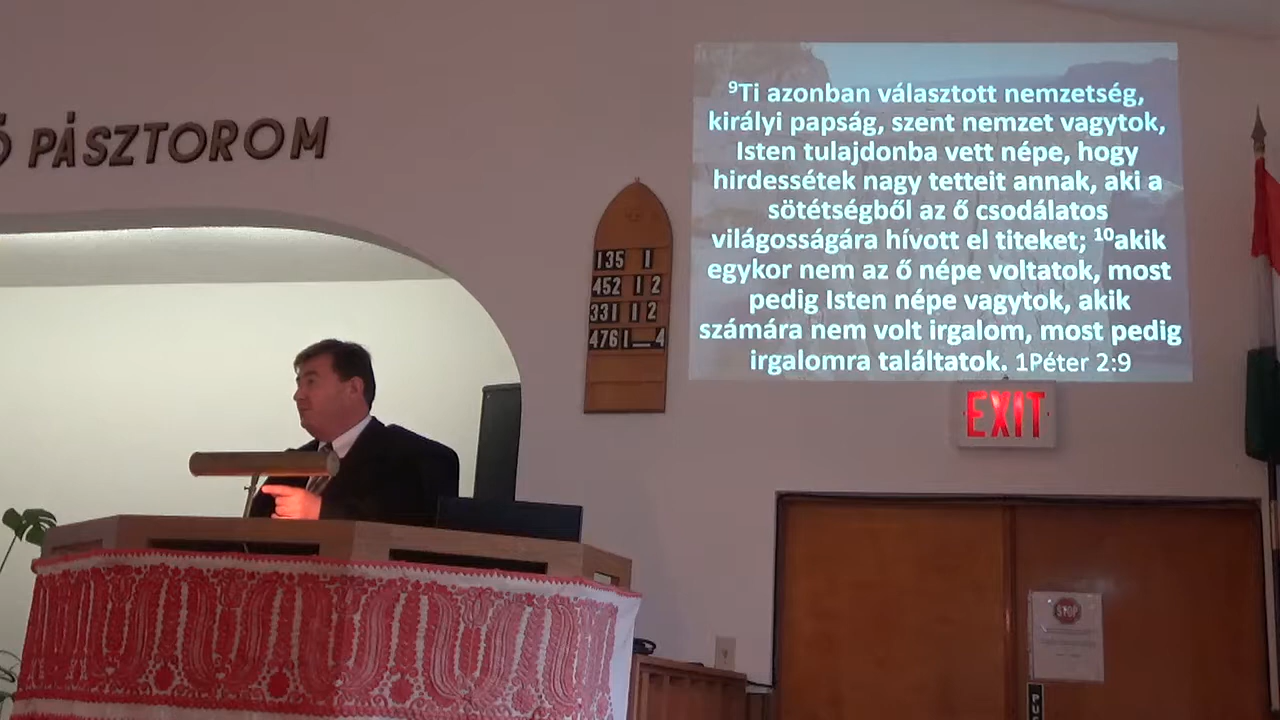 Ő PÁSZTOROM
⁹Ti azonban választott nemzetség,
királyi papság, szent nemzet vagytok,
Isten tulajdonba vett népe, hogy
hirdessétek nagy tetteit annak, aki a
sötétségből az ő csodálatos
világosságára hívott el titeket; ¹⁰akik
egykor nem az ő népe voltatok, most
pedig Isten népe vagytok, akik
számára nem volt irgalom, most pedig
irgalomra találtatok. 1Péter 2:9
135 1
452 1 2
331 1 2
476 1_4
EXIT
STOP